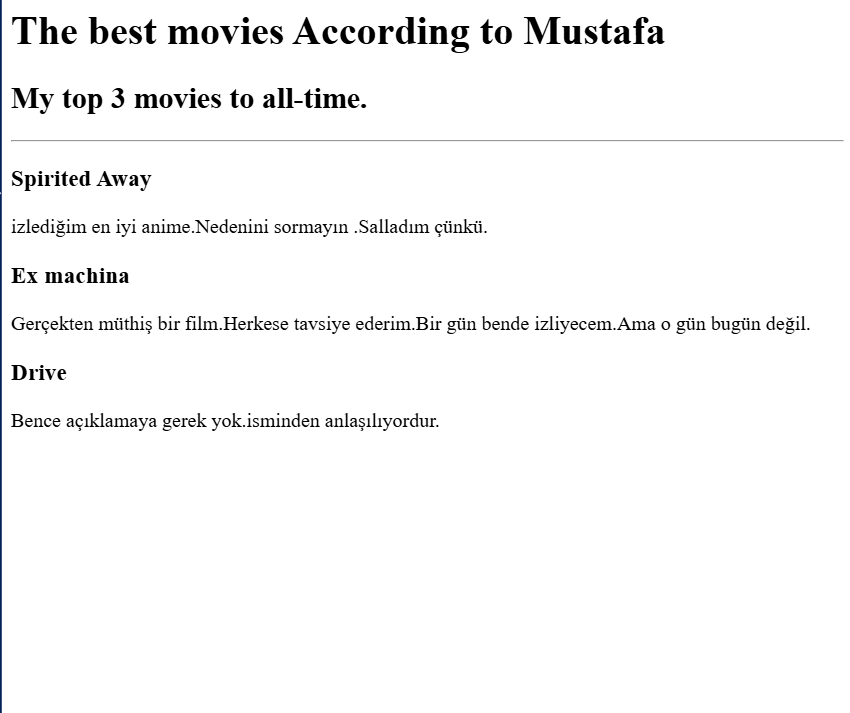 The best movies According to Mustafa
My top 3 movies to all-time.
Spirited Away
izlediğim en iyi anime.Nedenini sormayın .Salladım çünkü.
Ex machina
Gerçekten müthiş bir film.Herkese tavsiye ederim.Bir gün bende izliyecem.Ama o gün bugün değil.
Drive
Bence açıklamaya gerek yok.isminden anlaşılıyordur.